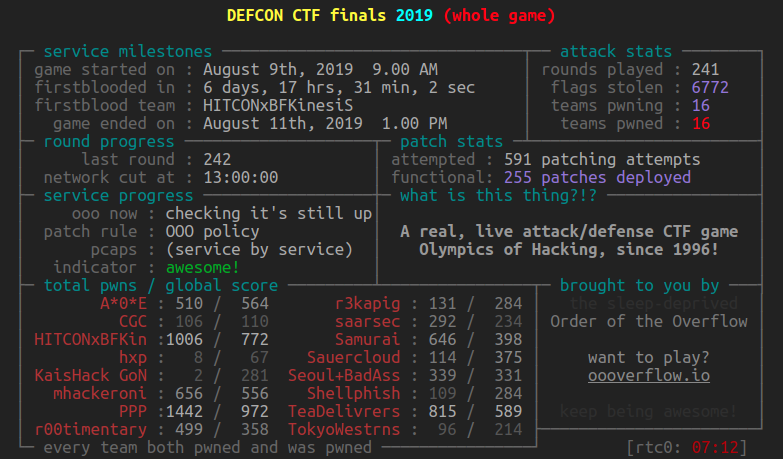 DEFCON CTF finals 2019 (whole game)
service milestones
attack stats
game started on : August 9th, 2019  9.00 AM
rounds played : 241
firstblooded in : 6 days, 17 hrs, 31 min, 2 sec
flags stolen : 6772
firstblood team : HITCONxBFKinesiS
teams pwning : 16
game ended on : August 11th, 2019  1.00 PM
teams pwned : 16
round progress
patch stats
last round : 242
attempted : 591 patching attempts
network cut at : 13:00:00
functional: 255 patches deployed
service progress
what is this thing?!?
ooo now : checking it's still up
patch rule : OOO policy
A real, live attack/defense CTF game
pcaps : (service by service)
Olympics of Hacking, since 1996!
indicator : awesome!
total pwns / global score
brought to you by
A*0*E : 510 / 564
r3kapig : 131 / 284
the sleep-deprived
CGC : 106 / 110
saarsec : 292 / 234
Order of the Overflow
HITCONxBFKin :1006 / 772
Samurai : 646 / 398
hxp : 8 / 67
Sauercloud : 114 / 375
want to play?
KaisHack GoN : 2 / 281
Seoul+BadAss : 339 / 331
oooverflow.io
mhackeroni : 656 / 556
Shellphish : 109 / 284
PPP :1442 / 972
TeaDelivrers : 815 / 589
keep being awesome!
r00timentary : 499 / 358
TokyoWestrns : 96 / 214
every team both pwned and was pwned
[rtc0: 07:12]